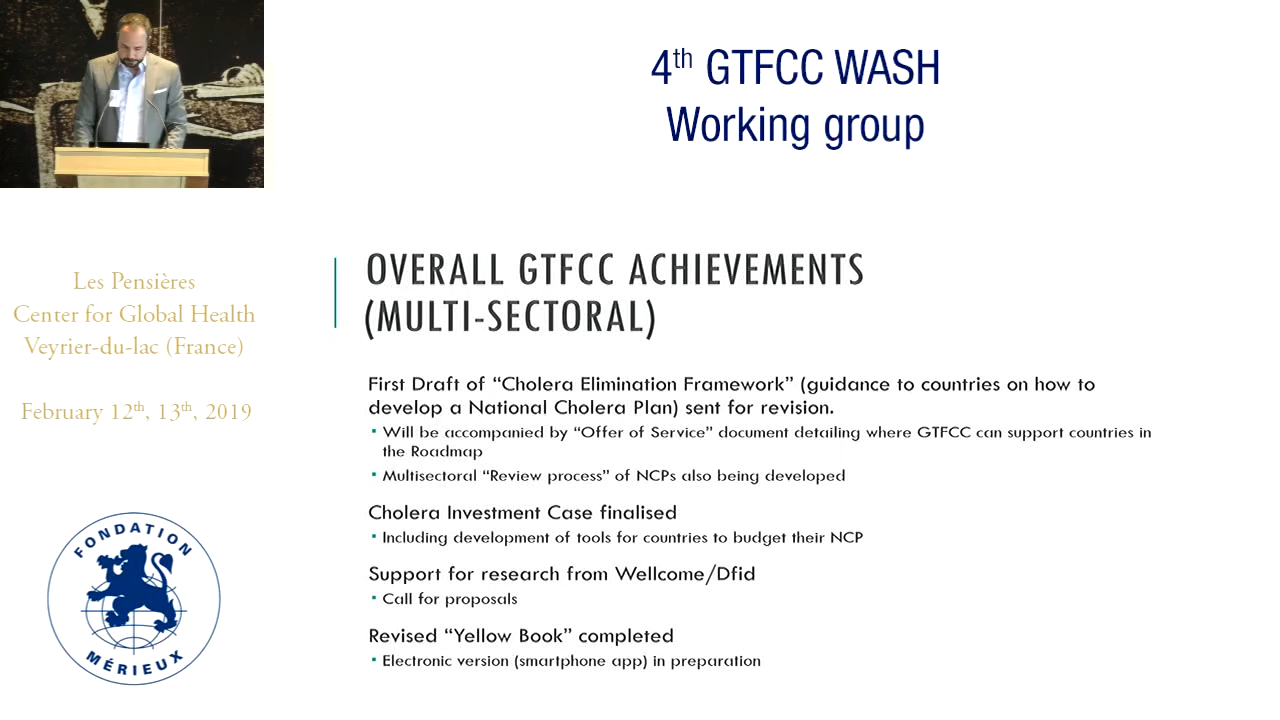 4th GTFCC WASH
Working group
Les Pensières
Center for Global Health
Veyrier-du-lac (France)
February 12th, 13th, 2019
FONDATION
MÉRIEUX
OVERALL GTFCC ACHIEVEMENTS
(MULTI-SECTORAL)
First Draft of “Cholera Elimination Framework” (guidance to countries on how to
develop a National Cholera Plan) sent for revision.
▪ Will be accompanied by “Offer of Service” document detailing where GTFCC can support countries in
the Roadmap
▪ Multisectoral “Review process” of NCPs also being developed
Cholera Investment Case finalised
▪ Including development of tools for countries to budget their NCP
Support for research from Wellcome/Dfid
▪ Call for proposals
Revised “Yellow Book” completed
▪ Electronic version (smartphone app) in preparation